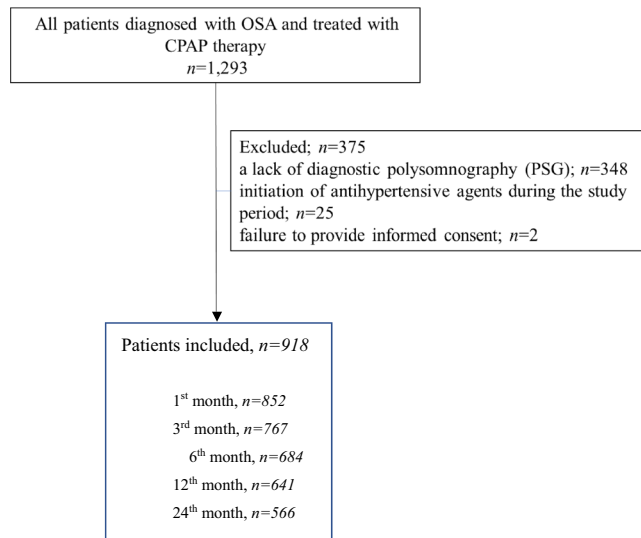 All patients diagnosed with OSA and treated with
CPAP therapy
n=1,293
Excluded; n=375
a lack of diagnostic polysomnography (PSG); n=348
initiation of antihypertensive agents during the study
period; n=25
failure to provide informed consent; n=2
Patients included, n=918
1st month, n=852
3rd month, n=767
6th month, n=684
12th month, n=641
24th month, n=566